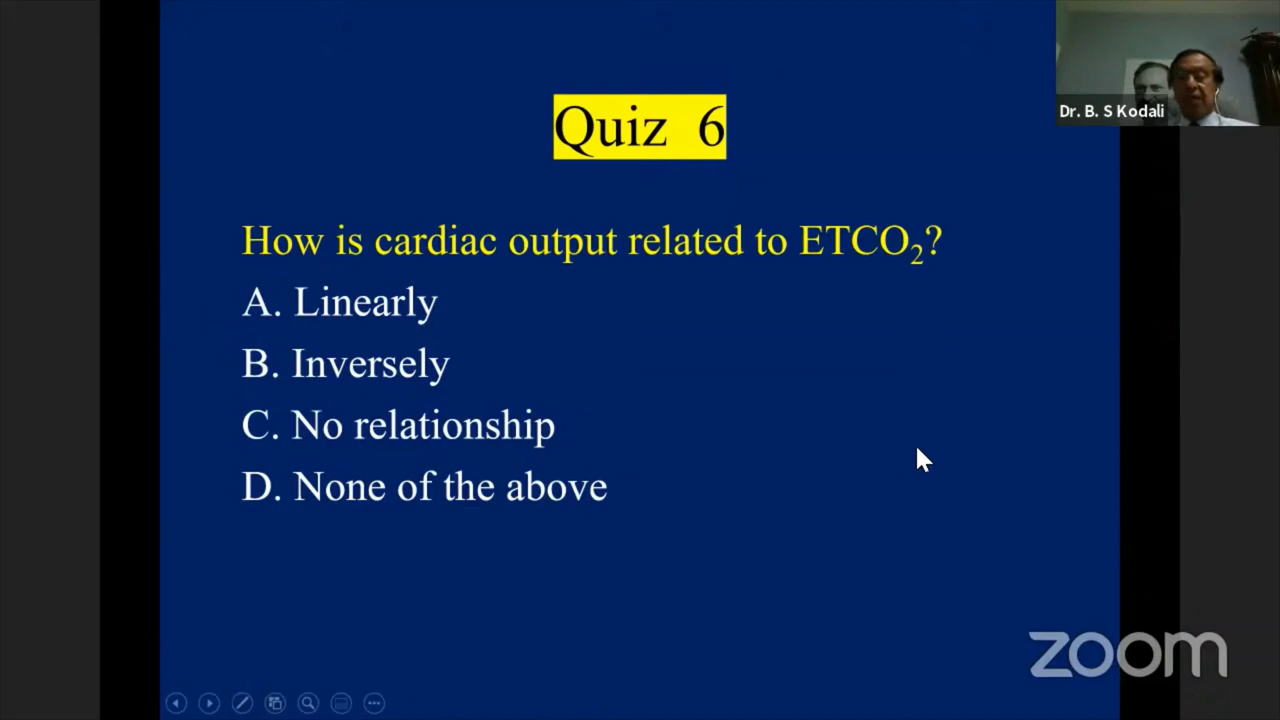 Dr. B. S Kodali
Quiz 6
How is cardiac output related to ETCO₂?
A. Linearly
B. Inversely
C. No relationship
D. None of the above
zoom